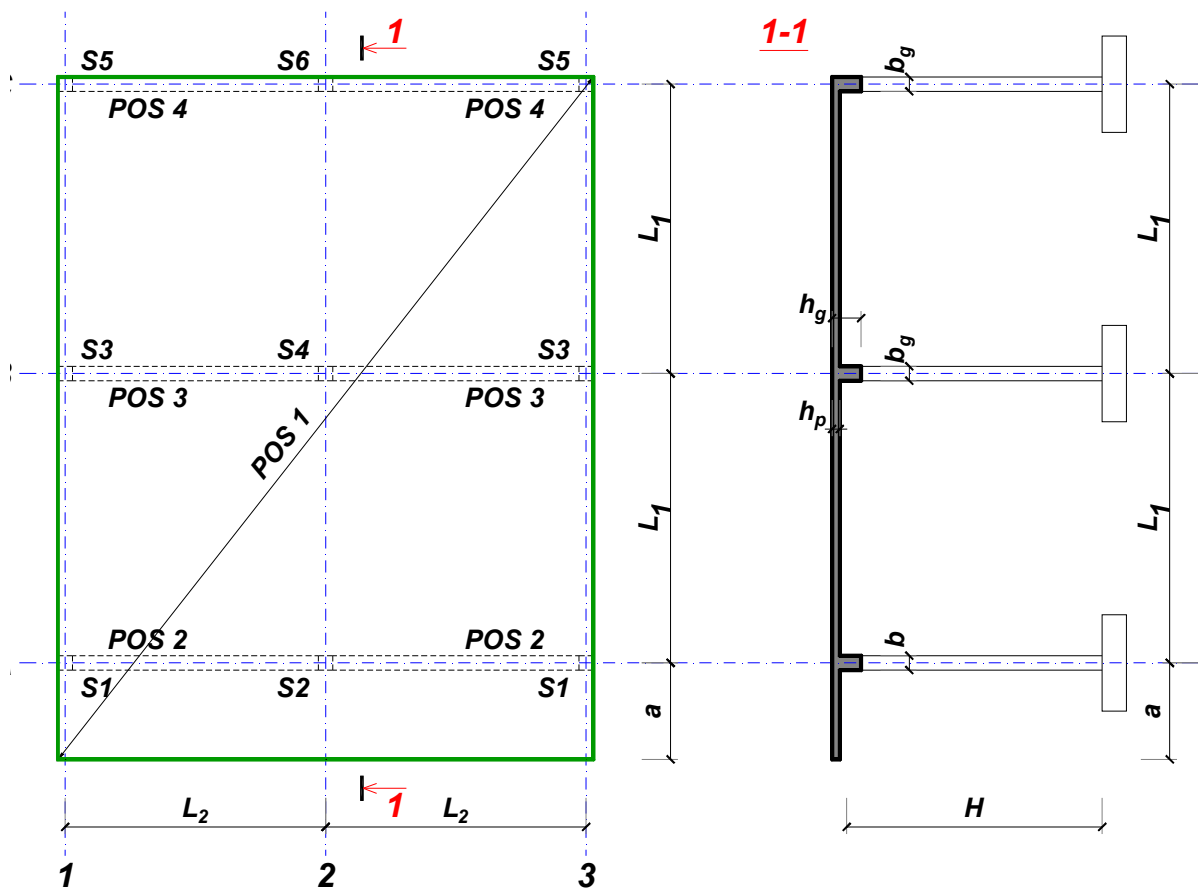 1
1-1
S5 S6 S5
POS 4 POS 4
b_g
L_1
L_1
h_g
b_g
S3 S4 S3
POS 3 POS 3
h_p
POS 1
L_1
L_1
POS 2 POS 2
b
S1 S2 S1
a
a
1
L_2 L_2
H
1 2 3